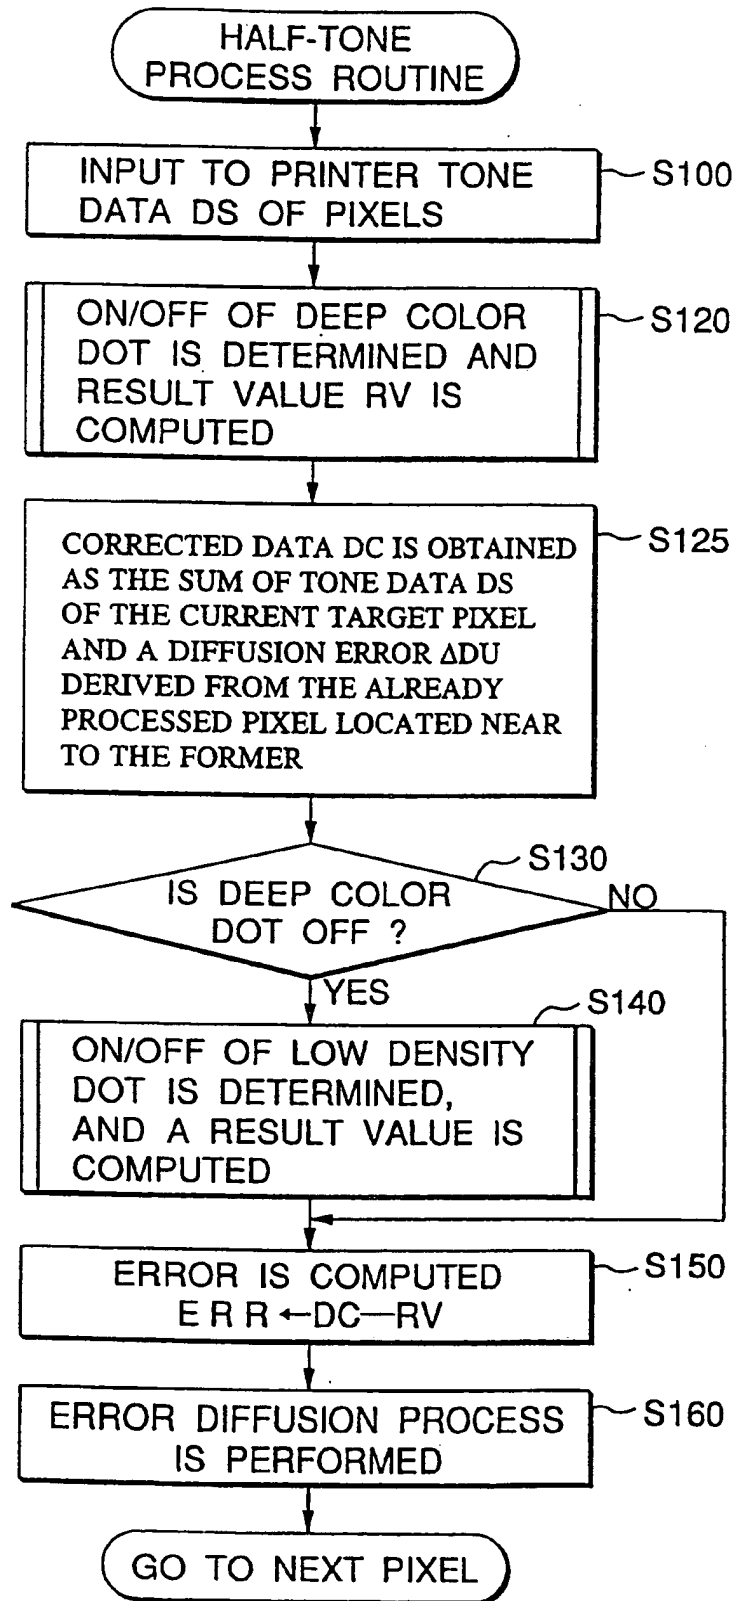 HALF-TONE
PROCESS ROUTINE
INPUT TO PRINTER TONE
DATA DS OF PIXELS
S100
ON/OFF OF DEEP COLOR
DOT IS DETERMINED AND
RESULT VALUE RV IS
COMPUTED
S120
CORRECTED DATA DC IS OBTAINED
AS THE SUM OF TONE DATA DS
OF THE CURRENT TARGET PIXEL
AND A DIFFUSION ERROR ΔDU
DERIVED FROM THE ALREADY
PROCESSED PIXEL LOCATED NEAR
TO THE FORMER
S125
IS DEEP COLOR
DOT OFF ?
S130
NO
YES
ON/OFF OF LOW DENSITY
DOT IS DETERMINED,
AND A RESULT VALUE IS
COMPUTED
S140
ERROR IS COMPUTED
E R R ←DC—RV
S150
ERROR DIFFUSION PROCESS
IS PERFORMED
S160
GO TO NEXT PIXEL